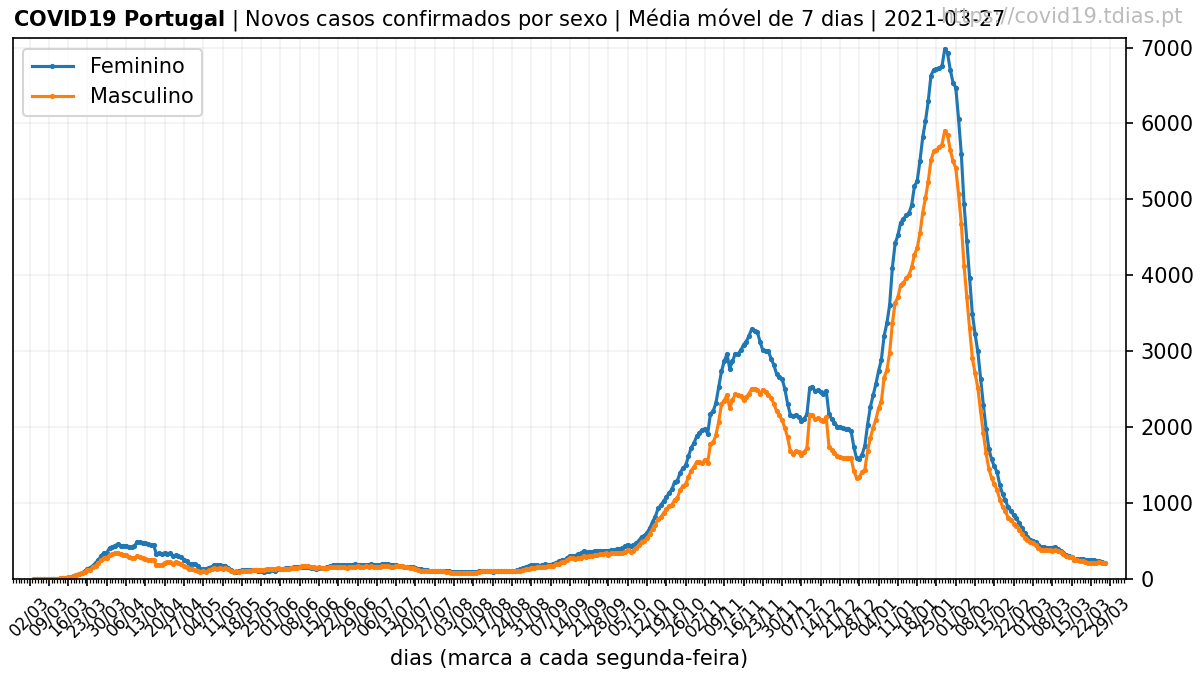 COVID19 Portugal | Novos casos confirmados por sexo | Média móvel de 7 dias | 2021-03-27
https://covid19.tdias.pt
Feminino
Masculino
7000
6000
5000
4000
3000
2000
1000
0
02/03 09/03 16/03 23/03 30/03 06/04 13/04 20/04 27/04 04/05 11/05 18/05 25/05 01/06 08/06 15/06 22/06 29/06 06/07 13/07 20/07 27/07 03/08 10/08 17/08 24/08 31/08 07/09 14/09 21/09 28/09 05/10 12/10 19/10 26/10 02/11 09/11 16/11 23/11 30/11 07/12 14/12 21/12 28/12 04/01 11/01 18/01 25/01 01/02 08/02 15/02 22/02 01/03 08/03 15/03 22/03 29/03
dias (marca a cada segunda-feira)